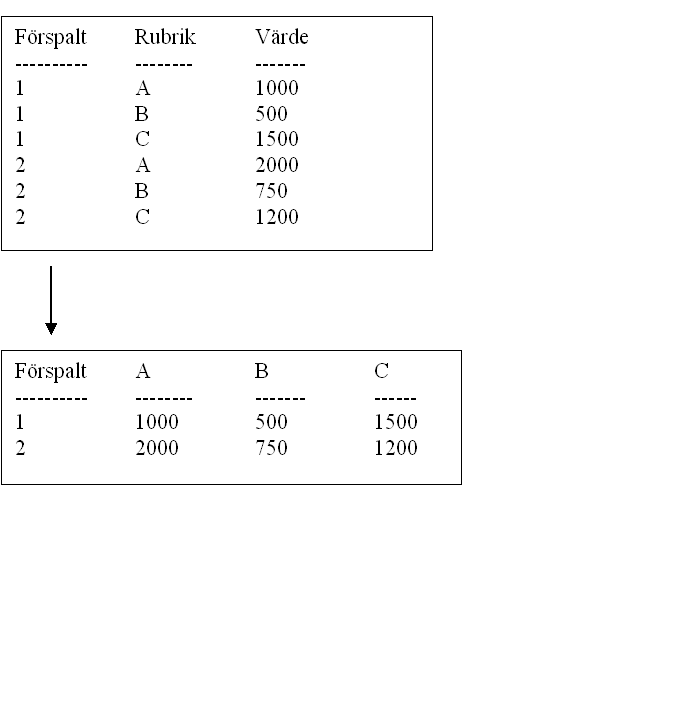 Förspalt Rubrik Värde
---------- -------- -------
1 A 1000
1 B 500
1 C 1500
2 A 2000
2 B 750
2 C 1200
Förspalt A B C
---------- -------- ------- ------
1 1000 500 1500
2 2000 750 1200